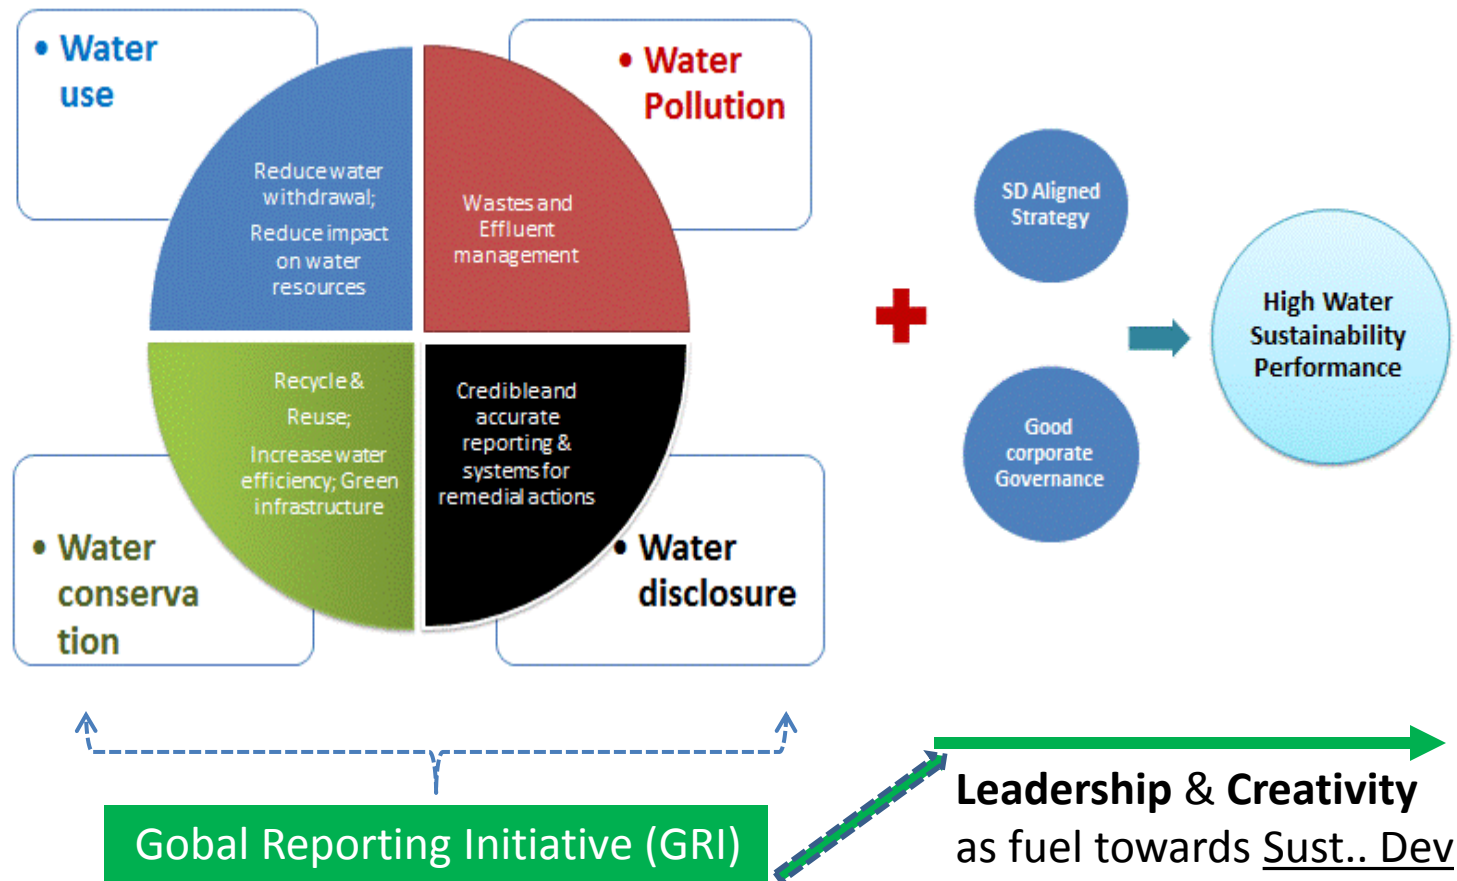 • Water
use
• Water
Pollution
Reduce water
withdrawal;
Reduce impact
on water
resources
Wastes and
Effluent
management
Recycle &
Reuse;
Increase water
efficiency; Green
infrastructure
Credible and
accurate
reporting &
systems for
remedial actions
• Water
conserva
tion
• Water
disclosure
SD Aligned
Strategy
Good
corporate
Governance
High Water
Sustainability
Performance
Gobal Reporting Initiative (GRI)
Leadership & Creativity
as fuel towards Sust.. Dev